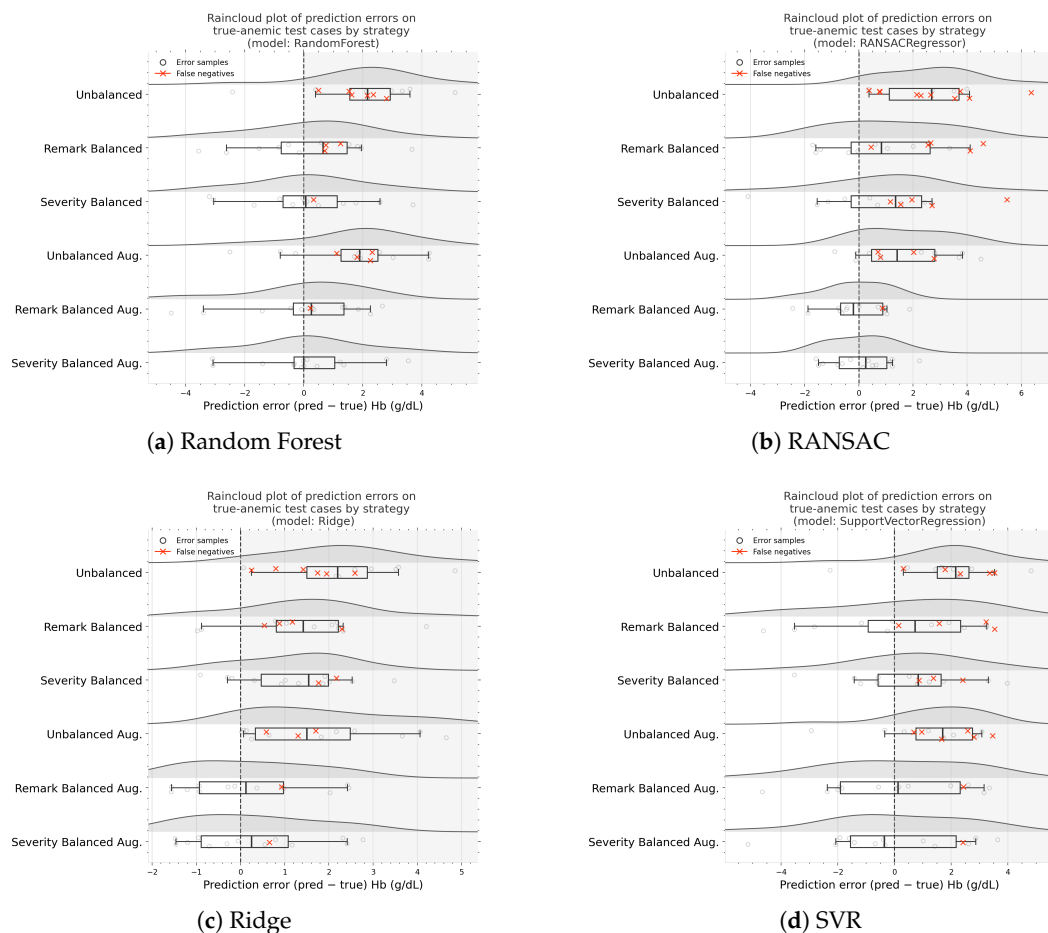 Raincloud plot of prediction errors on
true-anemic test cases by strategy
(model: RandomForest)
Error samples
False negatives
Unbalanced
Remark Balanced
Severity Balanced
Unbalanced Aug.
Remark Balanced Aug.
Severity Balanced Aug.
−4 −2 0 2 4
Prediction error (pred − true) Hb (g/dL)
(a) Random Forest
Raincloud plot of prediction errors on
true-anemic test cases by strategy
(model: RANSACRegressor)
Error samples
False negatives
Unbalanced
Remark Balanced
Severity Balanced
Unbalanced Aug.
Remark Balanced Aug.
Severity Balanced Aug.
−4 −2 0 2 4 6
Prediction error (pred − true) Hb (g/dL)
(b) RANSAC
Raincloud plot of prediction errors on
true-anemic test cases by strategy
(model: Ridge)
Error samples
False negatives
Unbalanced
Remark Balanced
Severity Balanced
Unbalanced Aug.
Remark Balanced Aug.
Severity Balanced Aug.
−2 −1 0 1 2 3 4 5
Prediction error (pred − true) Hb (g/dL)
(c) Ridge
Raincloud plot of prediction errors on
true-anemic test cases by strategy
(model: SupportVectorRegression)
Error samples
False negatives
Unbalanced
Remark Balanced
Severity Balanced
Unbalanced Aug.
Remark Balanced Aug.
Severity Balanced Aug.
−4 −2 0 2 4
Prediction error (pred − true) Hb (g/dL)
(d) SVR